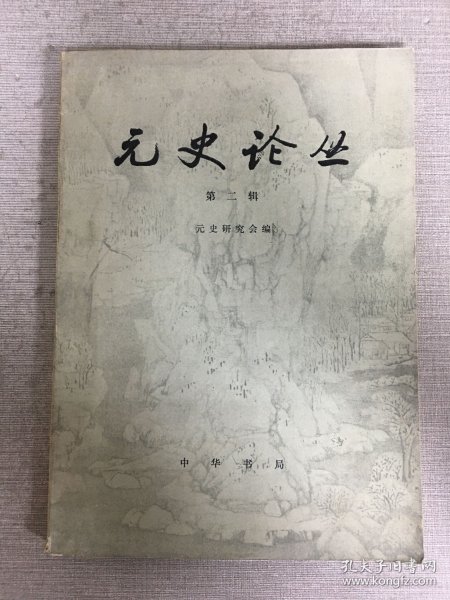 元史论丛
第二辑
元史研究会编
中华书局
孔夫子旧书网
www.kongfz.com